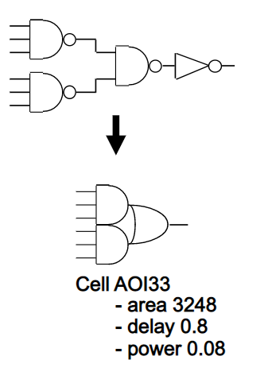 Cell AOI33
- area 3248
- delay 0.8
- power 0.08